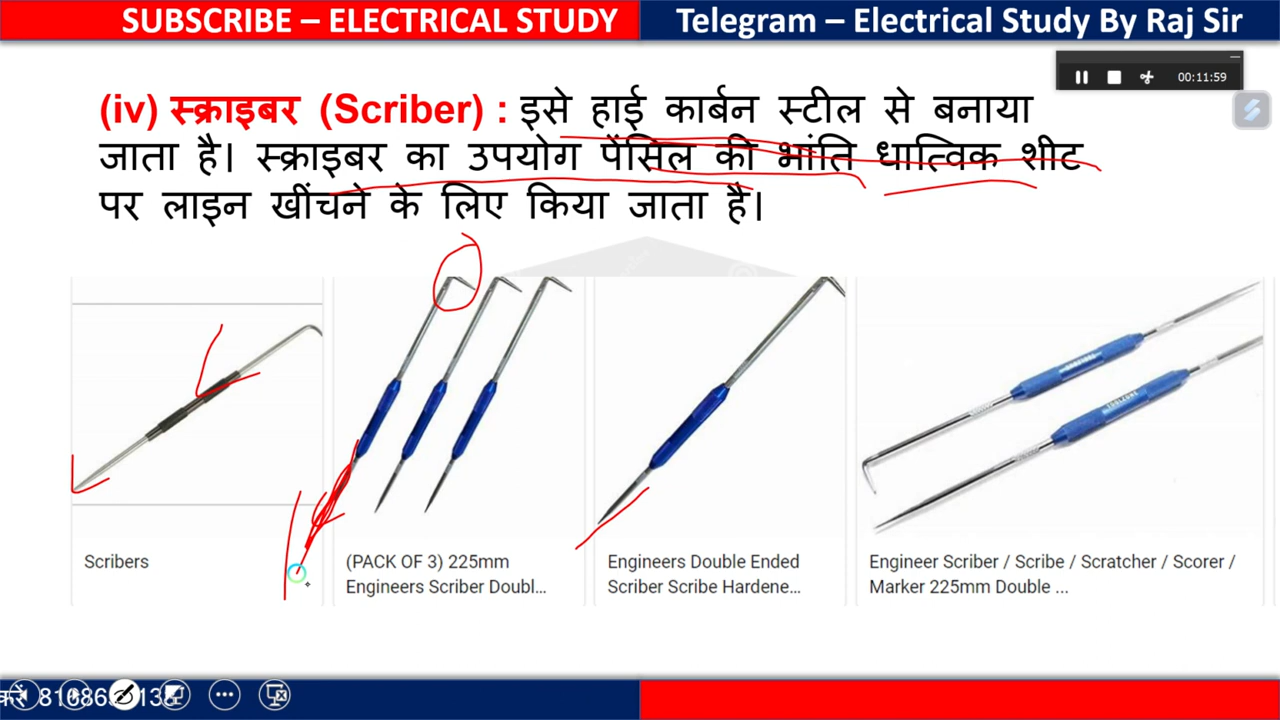 SUBSCRIBE – ELECTRICAL STUDY
Telegram – Electrical Study By Raj Sir
00:11:59
(iv) स्क्राइबर (Scriber) : इसे हाई कार्बन स्टील से बनाया
जाता है। स्क्राइबर का उपयोग पेंसिल की भांति धात्विक शीट
पर लाइन खींचने के लिए किया जाता है।
Scribers
(PACK OF 3) 225mm
Engineers Scriber Doubl...
Engineers Double Ended
Scriber Scribe Hardene...
Engineer Scriber / Scribe / Scratcher / Scorer /
Marker 225mm Double ...